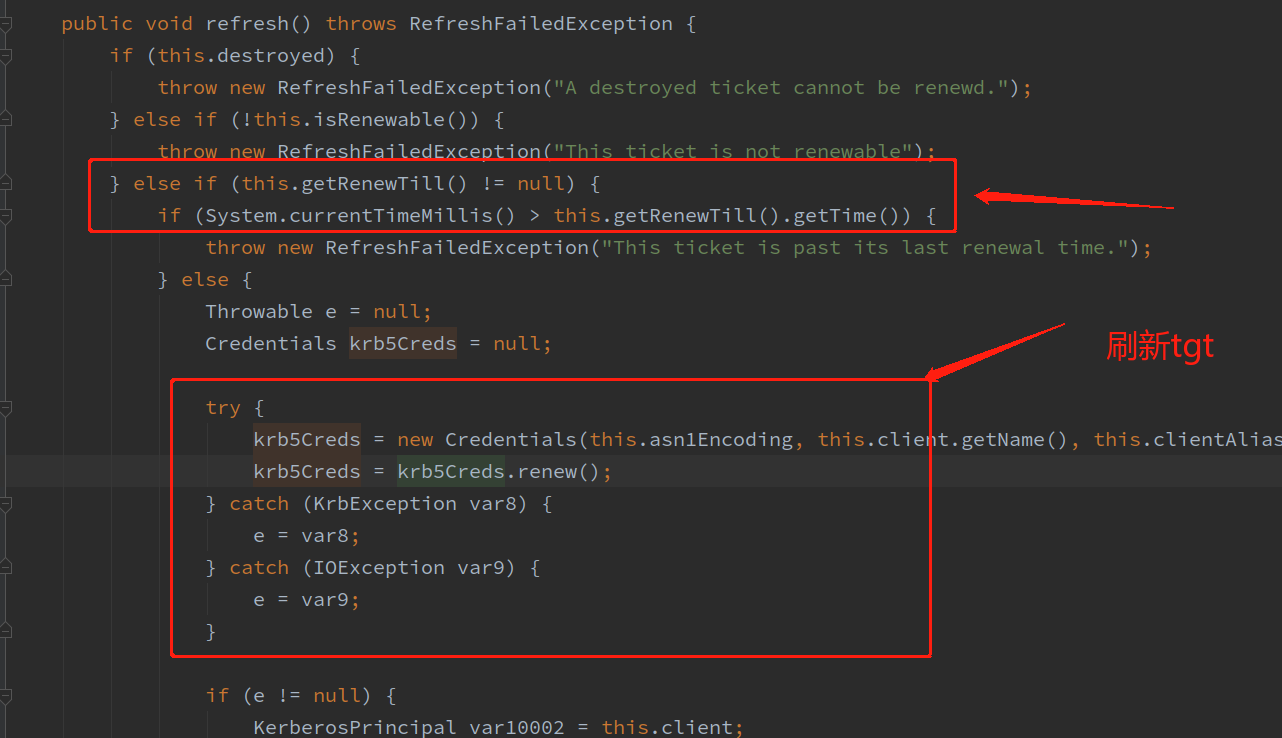 public void refresh() throws RefreshFailedException {
if (this.destroyed) {
throw new RefreshFailedException("A destroyed ticket cannot be renewd.");
} else if (!this.isRenewable()) {
throw new RefreshFailedException("This ticket is not renewable");
} else if (this.getRenewTill() != null) {
if (System.currentTimeMillis() > this.getRenewTill().getTime()) {
throw new RefreshFailedException("This ticket is past its last renewal time.");
} else {
Throwable e = null;
Credentials krb5Creds = null;
刷新tgt
try {
krb5Creds = new Credentials(this.asn1Encoding, this.client.getName(), this.clientAlias
krb5Creds = krb5Creds.renew();
} catch (KrbException var8) {
e = var8;
} catch (IOException var9) {
e = var9;
}
if (e != null) {
KerberosPrincipal var10002 = this.client;